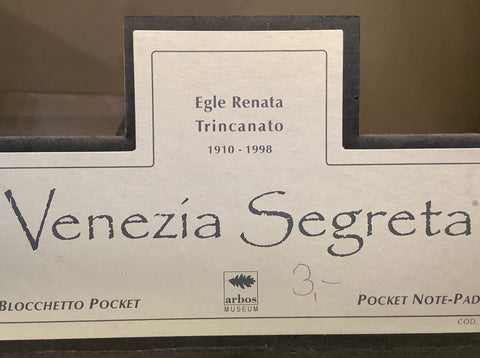 Egle Renata
Trincanato
1910 - 1998
Venezia Segreta®
arbos
MUSEUM
3,-
BLOCCHETTO POCKET
POCKET NOTE-PAD
COD.